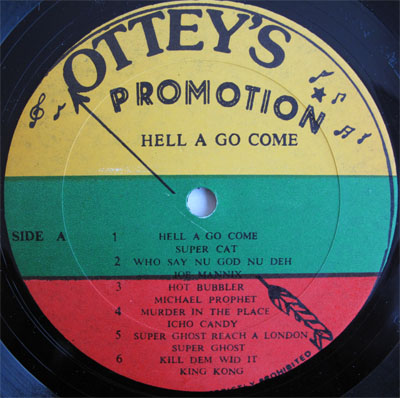 OTTEY'S
PROMOTION
HELL A GO COME
SIDE A
1 HELL A GO COME
SUPER CAT
2 WHO SAY NU GOD NU DEH
JOE MANNIX
3 HOT BUBBLER
MICHAEL PROPHET
4 MURDER IN THE PLACE
ICHO CANDY
5 SUPER GHOST REACH A LONDON
SUPER GHOST
6 KILL DEM WID IT
KING KONG
PROHIBITED